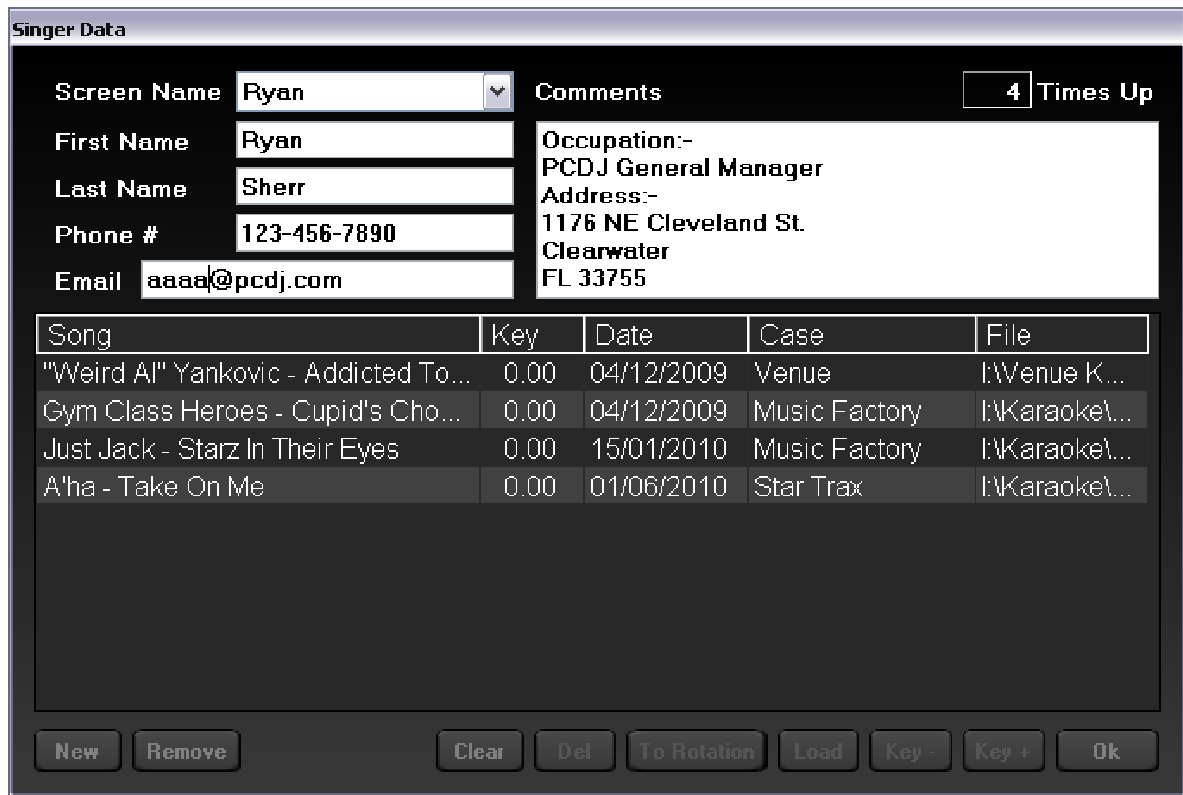 Singer Data
Screen Name Ryan Comments 4 Times Up
First Name Ryan
Last Name Sherr
Phone # 123-456-7890
Email aaaa@pcdj.com
Occupation:-
PCDJ General Manager
Address:-
1176 NE Cleveland St.
Clearwater
FL 33755
Song Key Date Case File
"Weird Al" Yankovic - Addicted To... 0.00 04/12/2009 Venue I:\Venue K...
Gym Class Heroes - Cupid's Cho... 0.00 04/12/2009 Music Factory I:\Karaoke\...
Just Jack - Starz In Their Eyes 0.00 15/01/2010 Music Factory I:\Karaoke\...
A'ha - Take On Me 0.00 01/06/2010 Star Trax I:\Karaoke\...
New Remove Clear Del To Rotation Load Key - Key + Ok